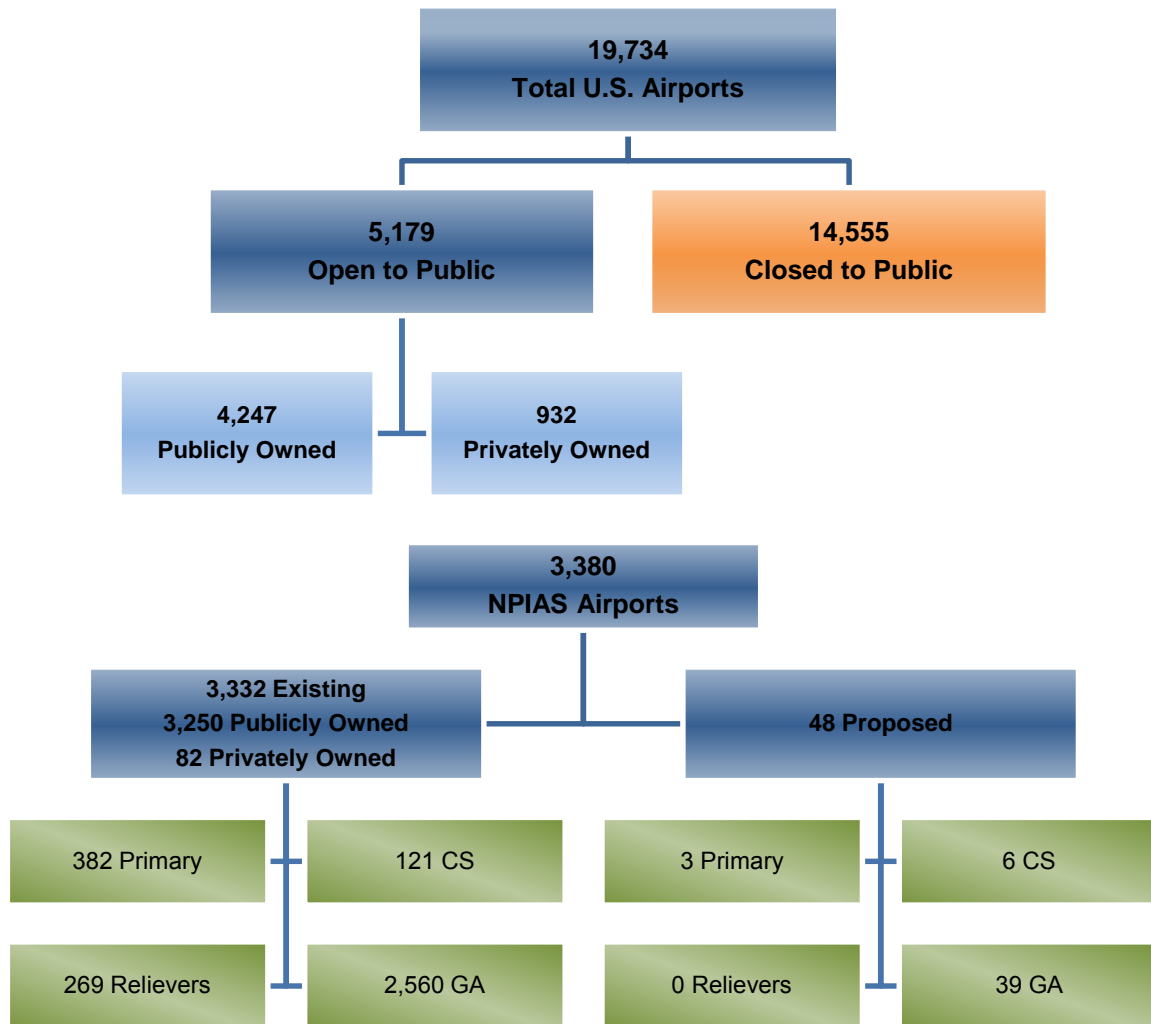 19,734
Total U.S. Airports
5,179
Open to Public
14,555
Closed to Public
4,247
Publicly Owned
932
Privately Owned
3,380
NPIAS Airports
3,332 Existing
3,250 Publicly Owned
82 Privately Owned
48 Proposed
382 Primary
121 CS
3 Primary
6 CS
269 Relievers
2,560 GA
0 Relievers
39 GA